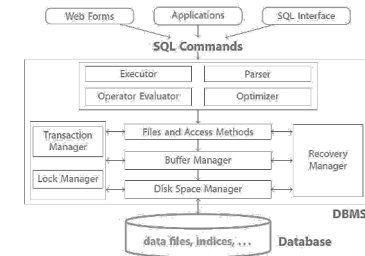 Web Forms
Applications
SQL Interface
SQL Commands
Executor
Parser
Operator Evaluator
Optimizer
Transaction
Manager
Lock Manager
Files and Access Methods
Buffer Manager
Disk Space Manager
Recovery
Manager
DBMS
data files, indices, . . .
Database